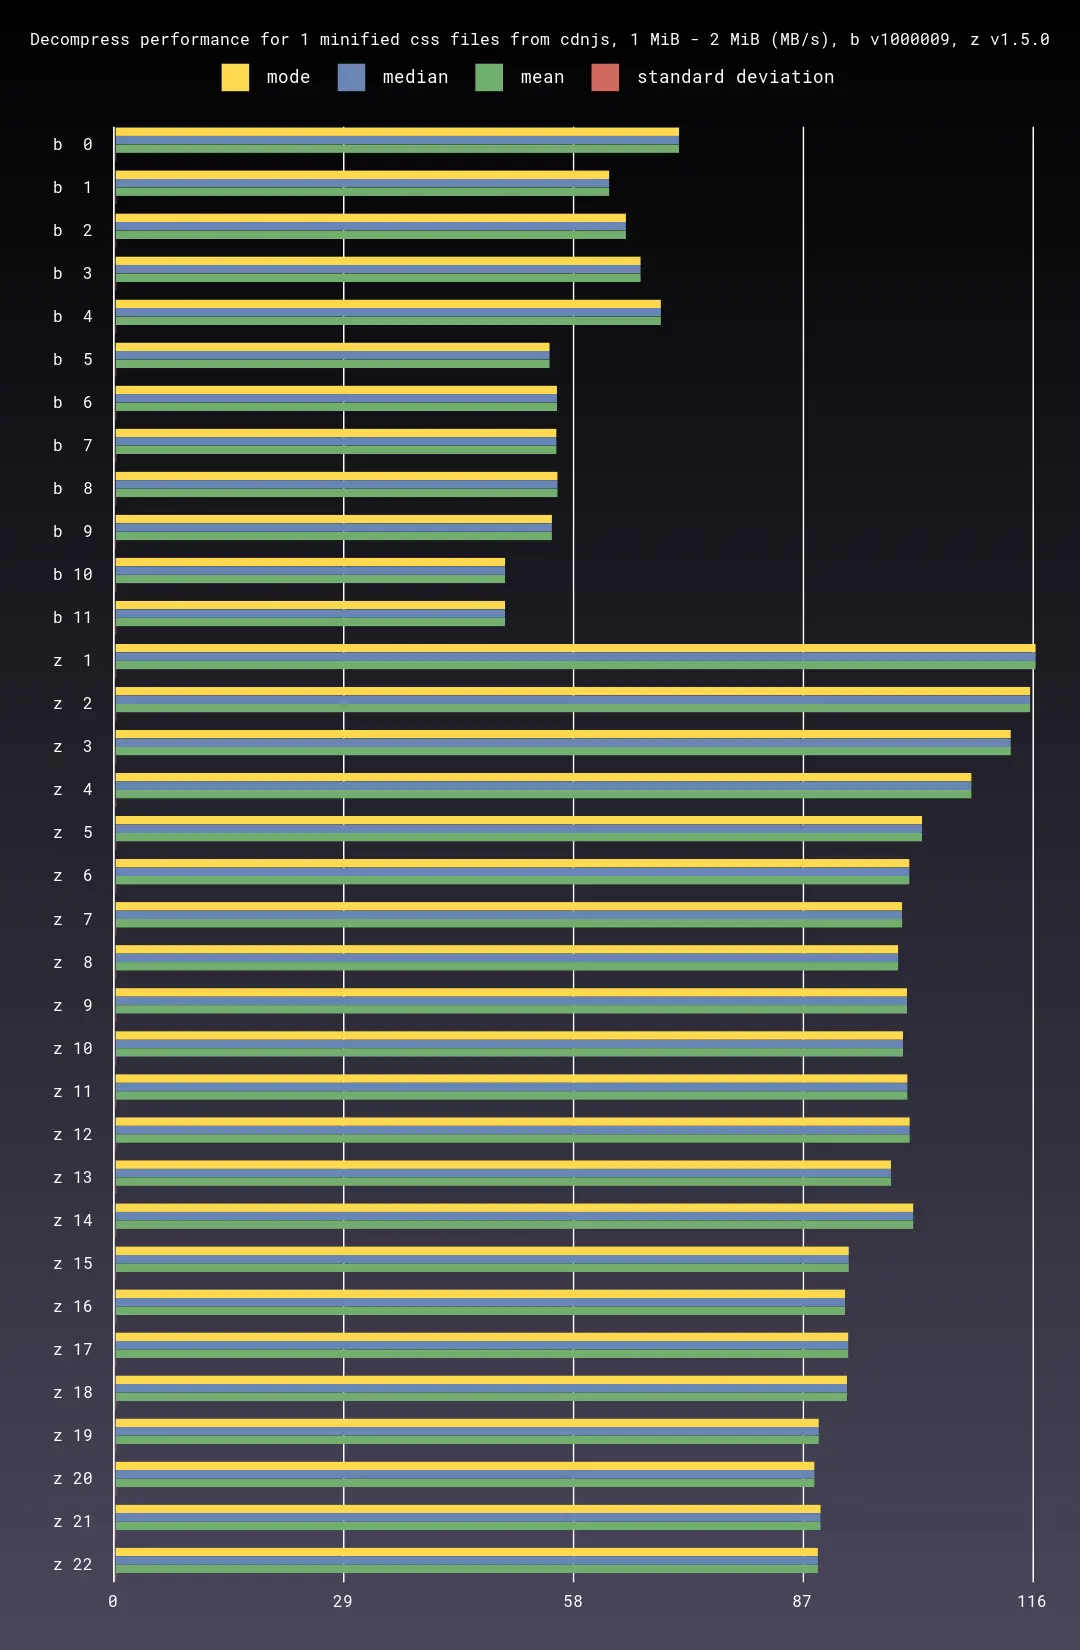 Decompress performance for 1 minified css files from cdnjs, 1 MiB - 2 MiB (MB/s), b v1000009, z v1.5.0
mode median mean standard deviation
b 0
b 1
b 2
b 3
b 4
b 5
b 6
b 7
b 8
b 9
b 10
b 11
z 1
z 2
z 3
z 4
z 5
z 6
z 7
z 8
z 9
z 10
z 11
z 12
z 13
z 14
z 15
z 16
z 17
z 18
z 19
z 20
z 21
z 22
0 29 58 87 116